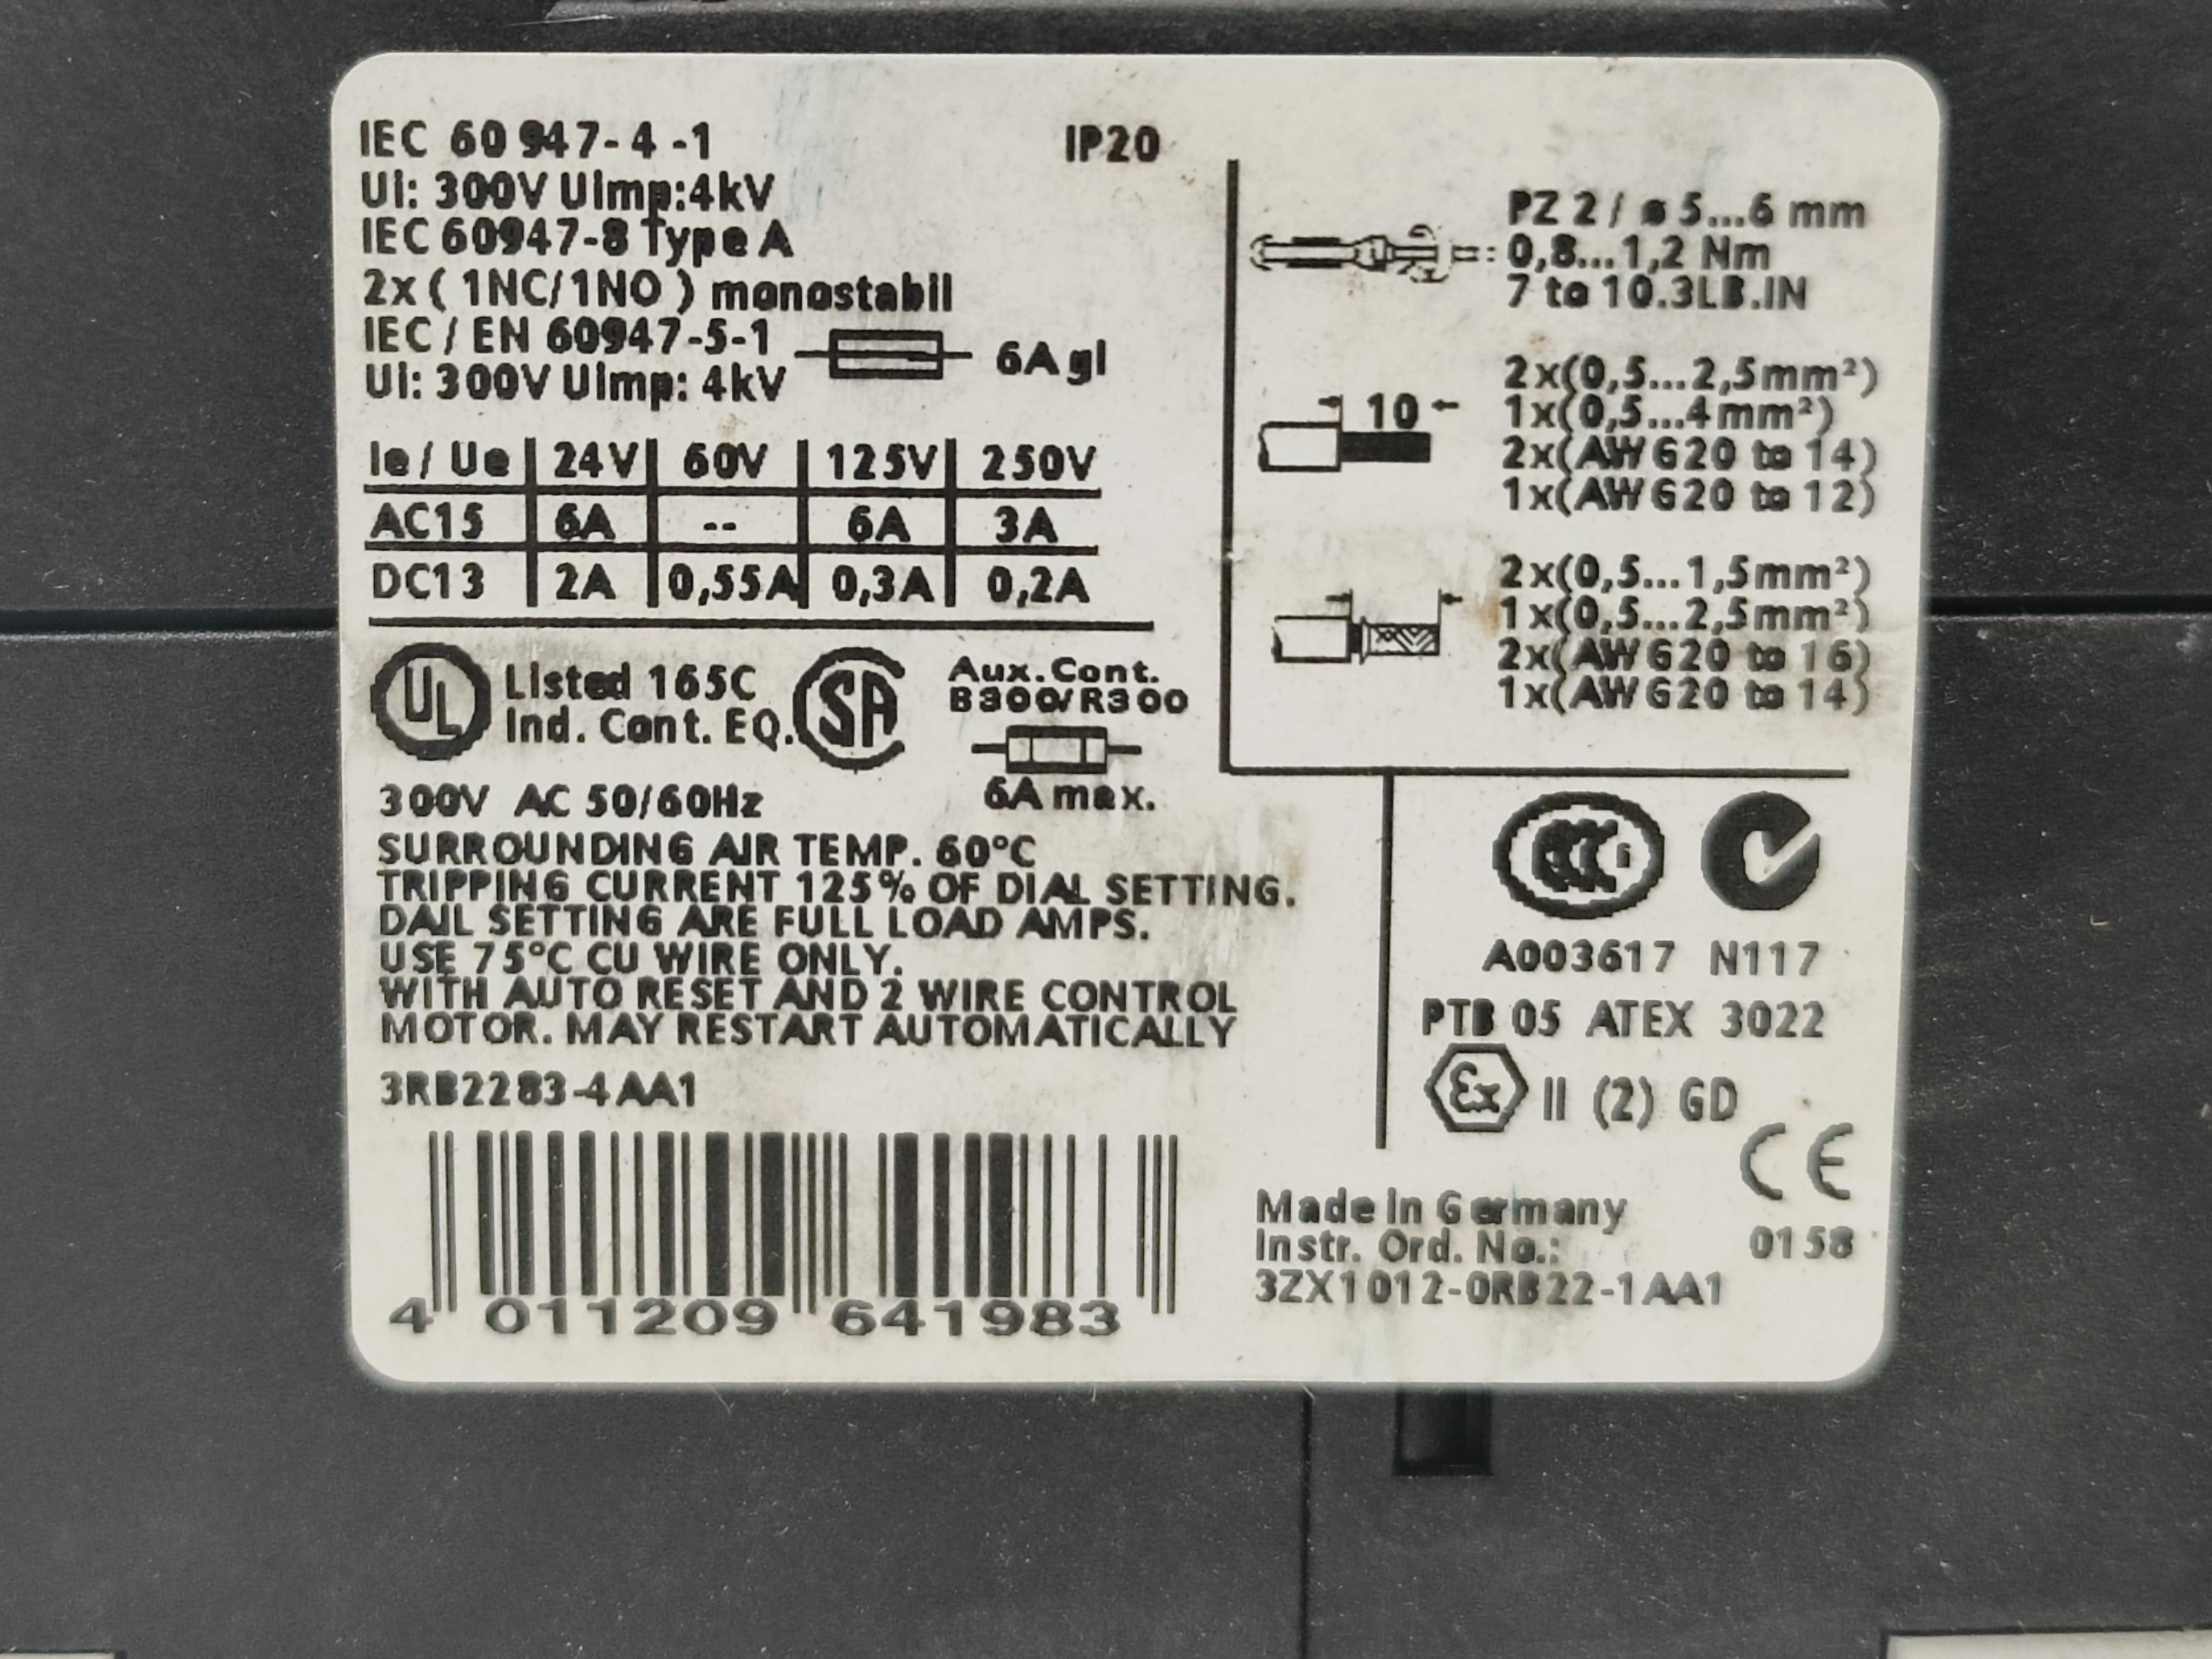 IEC 60 947-4-1
IP20
Ui: 300V Uimp:4kV
IEC 60947-8 Type A
2x ( 1NC/1NO ) monostabil
IEC / EN 60947-5-1
6A gl
Ui: 300V Uimp: 4kV
Ie / Ue 24V 60V 125V 250V
AC15 6A -- 6A 3A
DC13 2A 0,55A 0,3A 0,2A
UL Listed 165C
Ind. Cont. EQ.
SA
Aux. Cont.
B300/R300
6A max.
300V AC 50/60Hz
SURROUNDING AIR TEMP. 60°C
TRIPPING CURRENT 125% OF DIAL SETTING.
DAIL SETTING ARE FULL LOAD AMPS.
USE 75°C CU WIRE ONLY.
WITH AUTO RESET AND 2 WIRE CONTROL
MOTOR. MAY RESTART AUTOMATICALLY
3RB2283-4AA1
4 011209 641983
PZ 2 / ø 5...6 mm
0,8...1,2 Nm
7 to 10.3LB.IN
10
2x(0,5...2,5mm²)
1x(0,5...4mm²)
2x(AWG20 to 14)
1x(AWG20 to 12)
2x(0,5...1,5mm²)
1x(0,5...2,5mm²)
2x(AWG20 to 16)
1x(AWG20 to 14)
CCC
A003617 N117
PTB 05 ATEX 3022
Ex II (2) GD
CE
0158
Made in Germany
Instr. Ord. No.:
3ZX1012-0RB22-1AA1